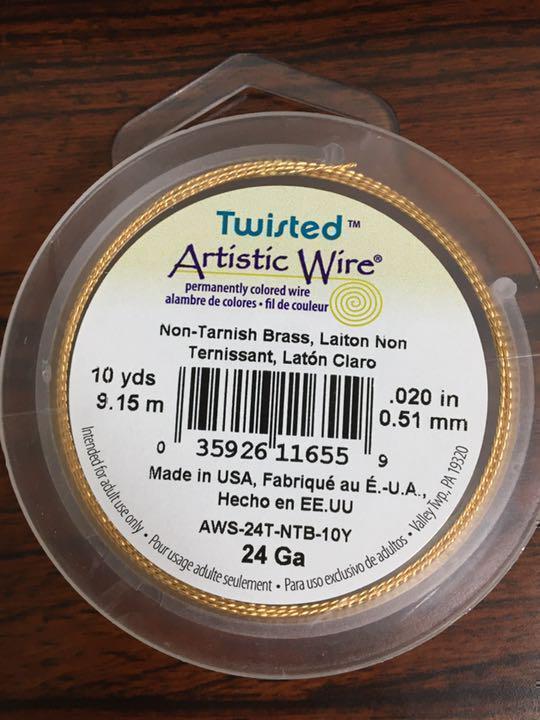 Twisted™
Artistic Wire®
permanently colored wire
alambre de colores • fil de couleur
Non-Tarnish Brass, Laiton Non
Ternissant, Latón Claro
10 yds
9.15 m
.020 in
0.51 mm
0 35926 11655 9
Made in USA, Fabriqué au É.-U.A.,
Hecho en EE.UU
AWS-24T-NTB-10Y
24 Ga
Intended for adult use only • Pour usage adulte seulement • Para uso exclusivo de adultos • Valley Twp., PA 19320